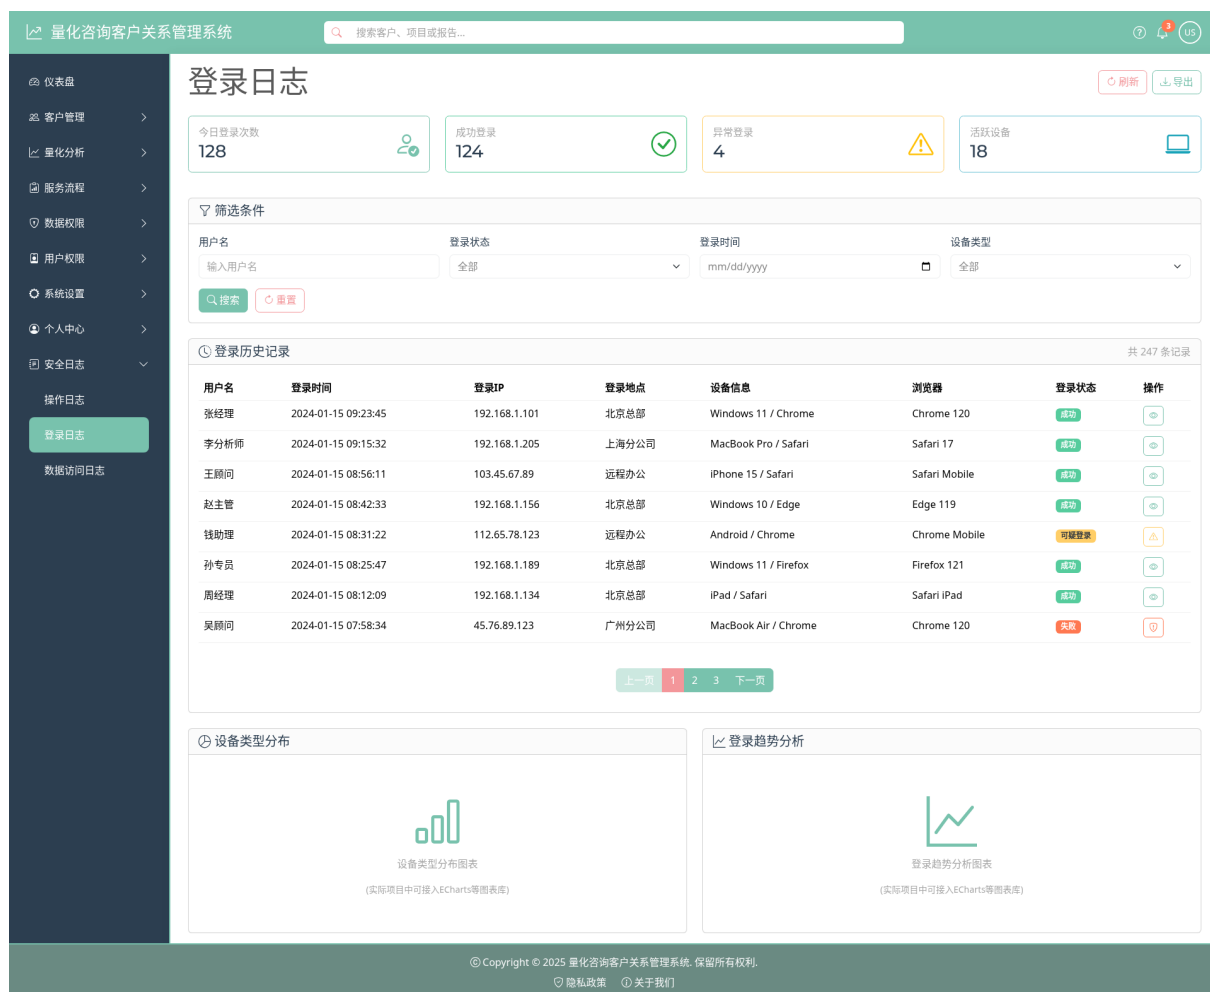 量化咨询客户关系管理系统
搜索客户、项目或报告...
3
US
仪表盘
客户管理
量化分析
服务流程
数据权限
用户权限
系统设置
个人中心
安全日志
操作日志
登录日志
数据访问日志
登录日志
刷新
导出
今日登录次数
128
成功登录
124
异常登录
4
活跃设备
18
筛选条件
用户名
登录状态
登录时间
设备类型
输入用户名
全部
mm/dd/yyyy
全部
搜索
重置
登录历史记录
共 247 条记录
用户名 登录时间 登录IP 登录地点 设备信息 浏览器 登录状态 操作
张经理 2024-01-15 09:23:45 192.168.1.101 北京总部 Windows 11 / Chrome Chrome 120 成功
李分析师 2024-01-15 09:15:32 192.168.1.205 上海分公司 MacBook Pro / Safari Safari 17 成功
王顾问 2024-01-15 08:56:11 103.45.67.89 远程办公 iPhone 15 / Safari Safari Mobile 成功
赵主管 2024-01-15 08:42:33 192.168.1.156 北京总部 Windows 10 / Edge Edge 119 成功
钱助理 2024-01-15 08:31:22 112.65.78.123 远程办公 Android / Chrome Chrome Mobile 可疑登录
孙专员 2024-01-15 08:25:47 192.168.1.189 北京总部 Windows 11 / Firefox Firefox 121 成功
周经理 2024-01-15 08:12:09 192.168.1.134 北京总部 iPad / Safari Safari iPad 成功
吴顾问 2024-01-15 07:58:34 45.76.89.123 广州分公司 MacBook Air / Chrome Chrome 120 失败
上一页 1 2 3 下一页
设备类型分布
设备类型分布图表
(实际项目中可接入ECharts等图表库)
登录趋势分析
登录趋势分析图表
(实际项目中可接入ECharts等图表库)
© Copyright © 2025 量化咨询客户关系管理系统. 保留所有权利.
隐私政策 关于我们